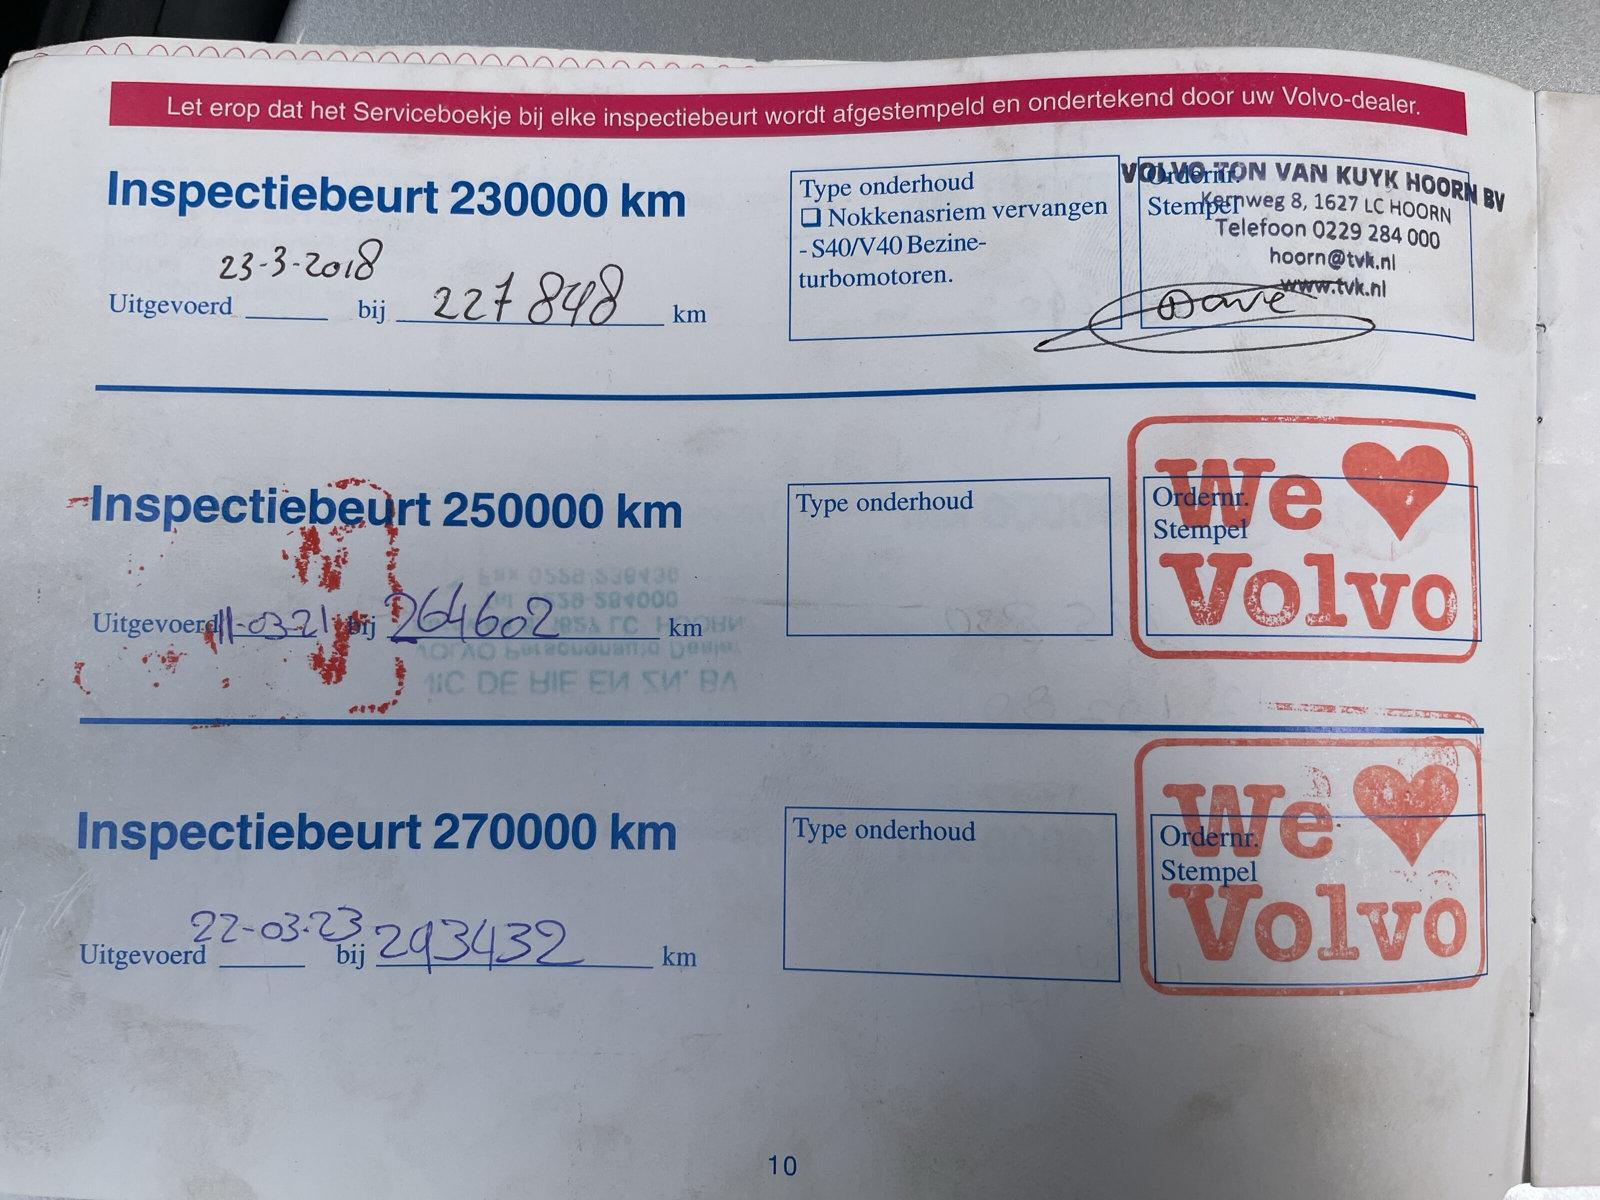 Let erop dat het Serviceboekje bij elke inspectiebeurt wordt afgestempeld en ondertekend door uw Volvo-dealer.
Inspectiebeurt 230000 km
23-3-2018
Uitgevoerd bij 227848 km
Type onderhoud
❑ Nokkenasriem vervangen
- S40/V40 Bezine-
turbomotoren.
Ordernr.
Stempel
VOLVO TON VAN KUYK HOORN BV
Kernweg 8, 1627 LC HOORN
Telefoon 0229 284 000
hoorn@tvk.nl
www.tvk.nl
Dave
Inspectiebeurt 250000 km
Uitgevoerd 11-03-21 bij 264602 km
Type onderhoud
Ordernr.
Stempel
We
Volvo
Inspectiebeurt 270000 km
22-03-23
Uitgevoerd bij 293432 km
Type onderhoud
Ordernr.
Stempel
We
Volvo
10